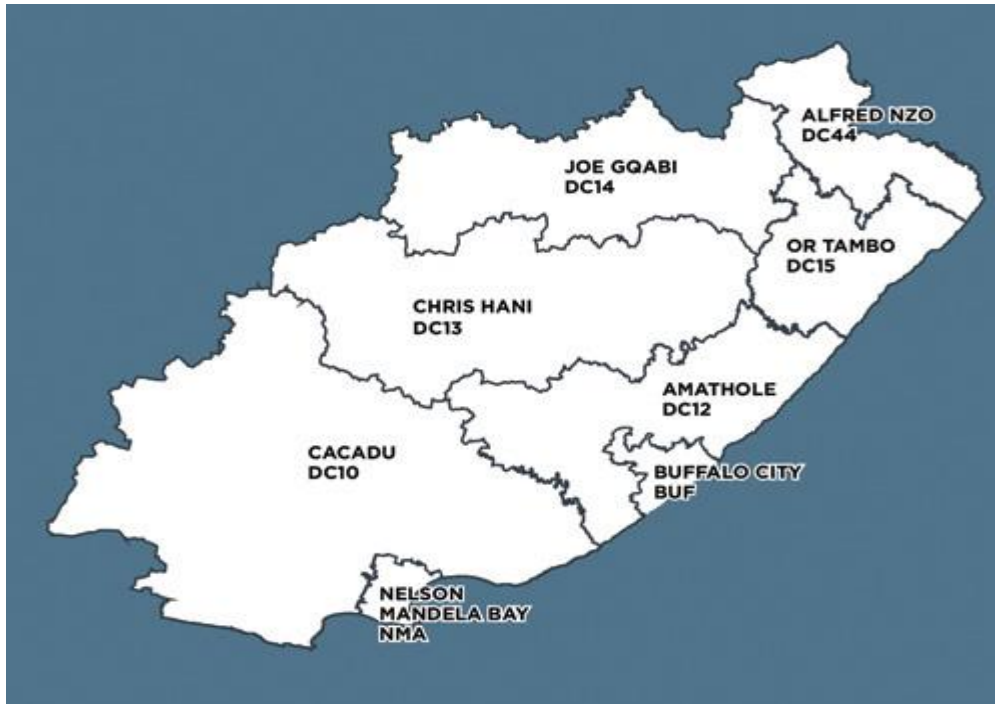 ALFRED NZO
DC44
JOE GQABI
DC14
OR TAMBO
DC15
CHRIS HANI
DC13
AMATHOLE
DC12
CACADU
DC10
BUFFALO CITY
BUF
NELSON
MANDELA BAY
NMA